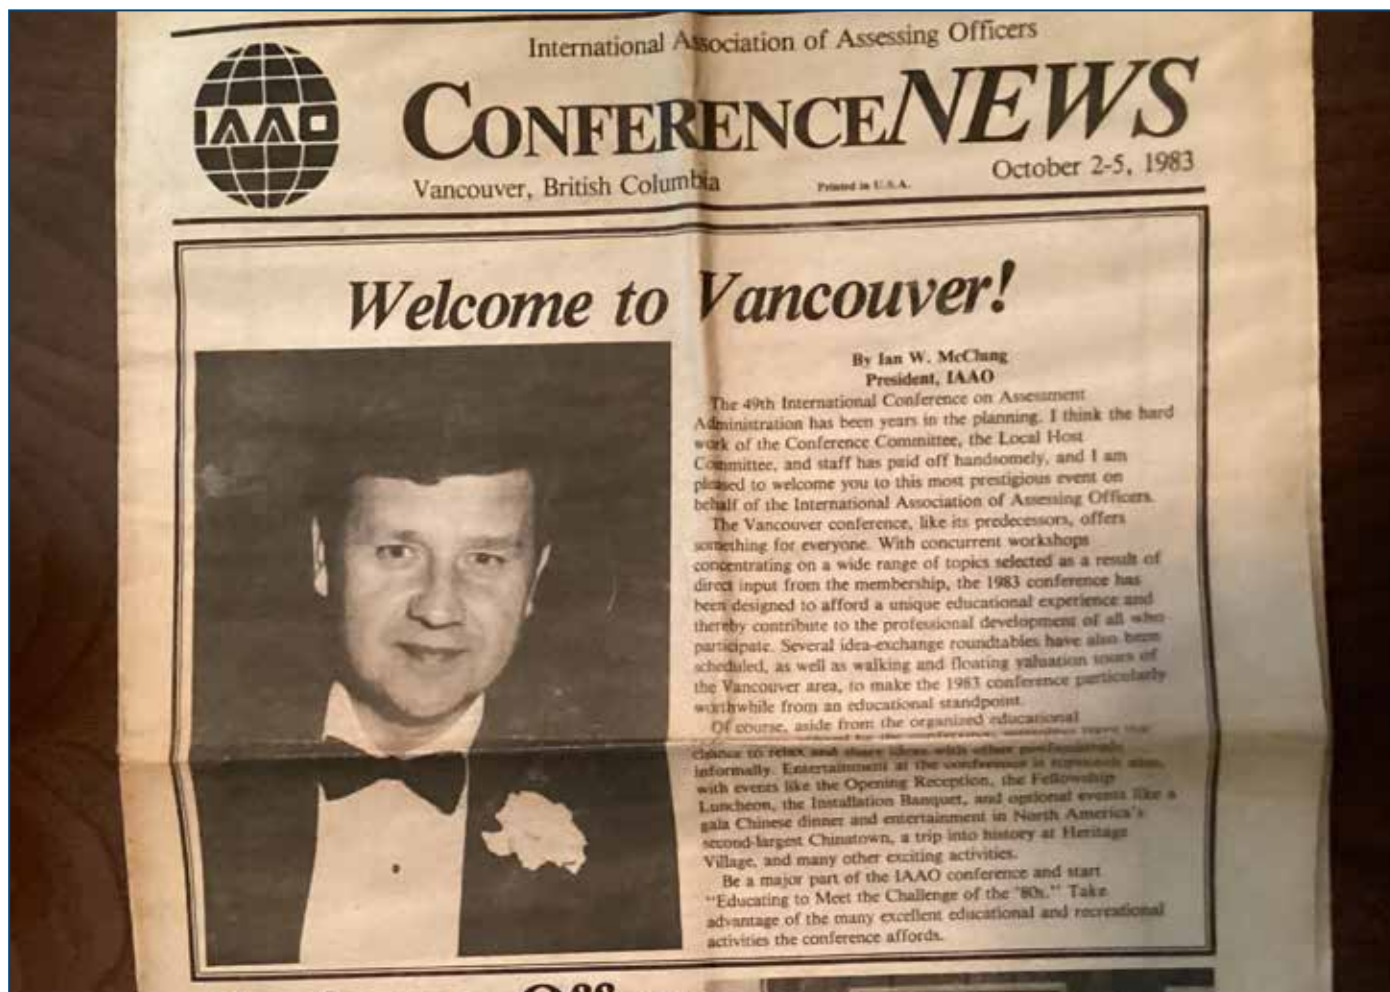 International Association of Assessing Officers
IAAO
CONFERENCE NEWS
Vancouver, British Columbia
Printed in U.S.A.
October 2-5, 1983
Welcome to Vancouver!
By Ian W. McClung
President, IAAO
The 49th International Conference on Assessment
Administration has been years in the planning. I think the hard
work of the Conference Committee, the Local Host
Committee, and staff has paid off handsomely, and I am
pleased to welcome you to this most prestigious event on
behalf of the International Association of Assessing Officers.
The Vancouver conference, like its predecessors, offers
something for everyone. With concurrent workshops
concentrating on a wide range of topics selected as a result of
direct input from the membership, the 1983 conference has
been designed to afford a unique educational experience and
thereby contribute to the professional development of all who
participate. Several idea-exchange roundtables have also been
scheduled, as well as walking and floating valuation tours of
the Vancouver area, to make the 1983 conference particularly
worthwhile from an educational standpoint.
Of course, aside from the organized educational
chance to relax and share ideas with other professionals
informally. Entertainment at the conference is
with events like the Opening Reception, the Fellowship
Luncheon, the Installation Banquet, and optional events like a
gala Chinese dinner and entertainment in North America's
second-largest Chinatown, a trip into history at Heritage
Village, and many other exciting activities.
Be a major part of the IAAO conference and start
"Educating to Meet the Challenge of the '80s." Take
advantage of the many excellent educational and recreational
activities the conference affords.